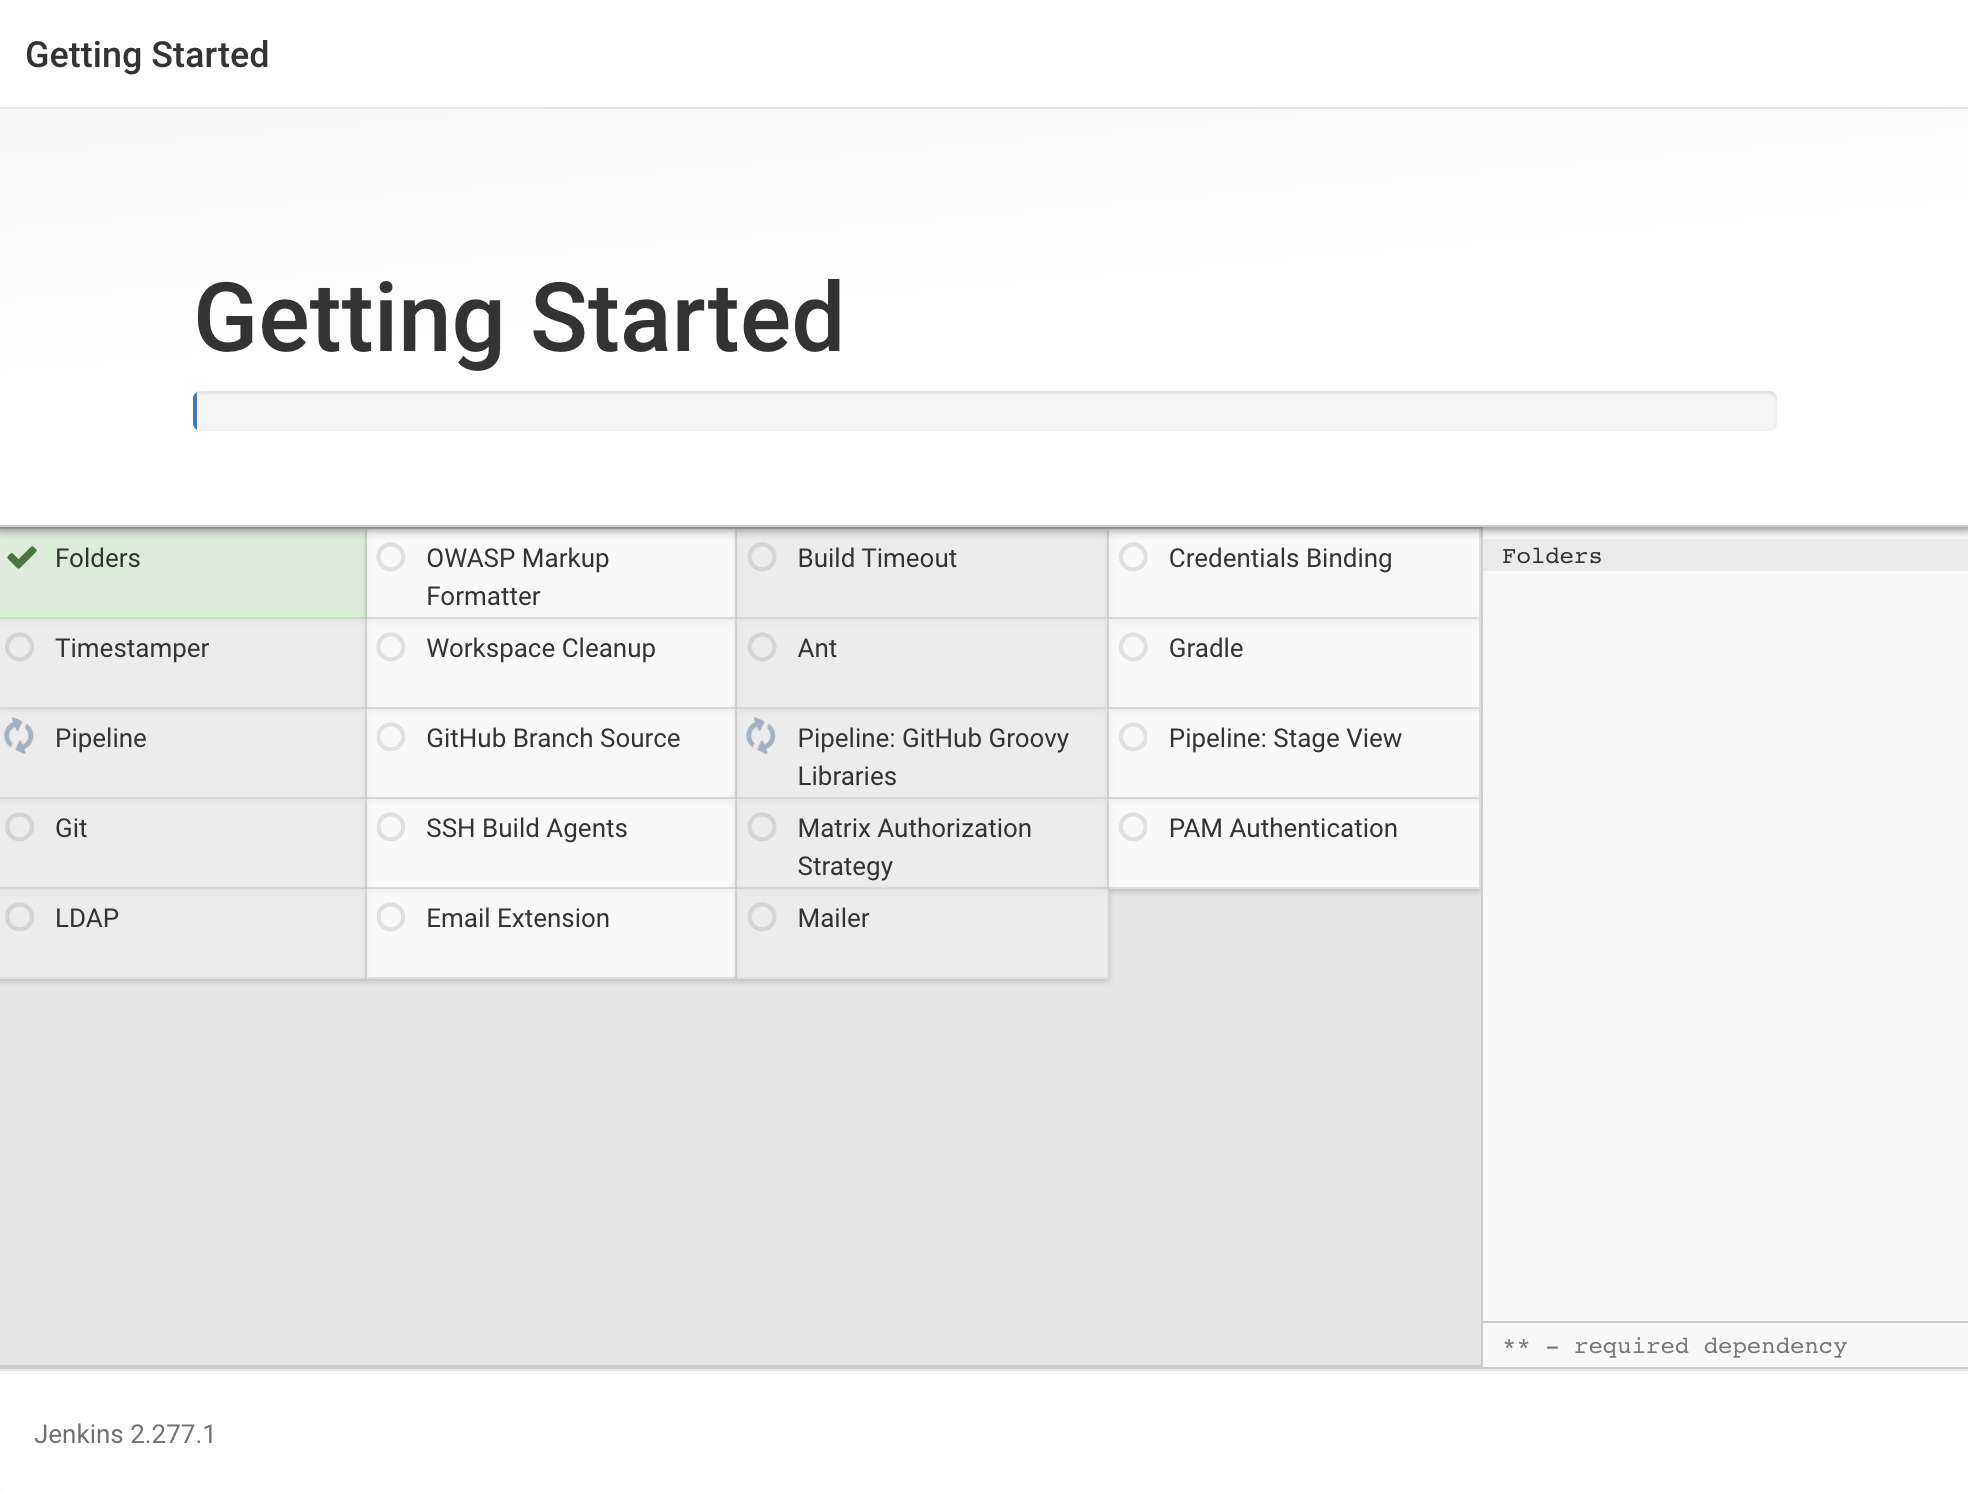 Getting Started
Getting Started
Folders
OWASP Markup
Formatter
Build Timeout
Credentials Binding
Folders
Timestamper
Workspace Cleanup
Ant
Gradle
Pipeline
GitHub Branch Source
Pipeline: GitHub Groovy
Libraries
Pipeline: Stage View
Git
SSH Build Agents
Matrix Authorization
Strategy
PAM Authentication
LDAP
Email Extension
Mailer
** - required dependency
Jenkins 2.277.1